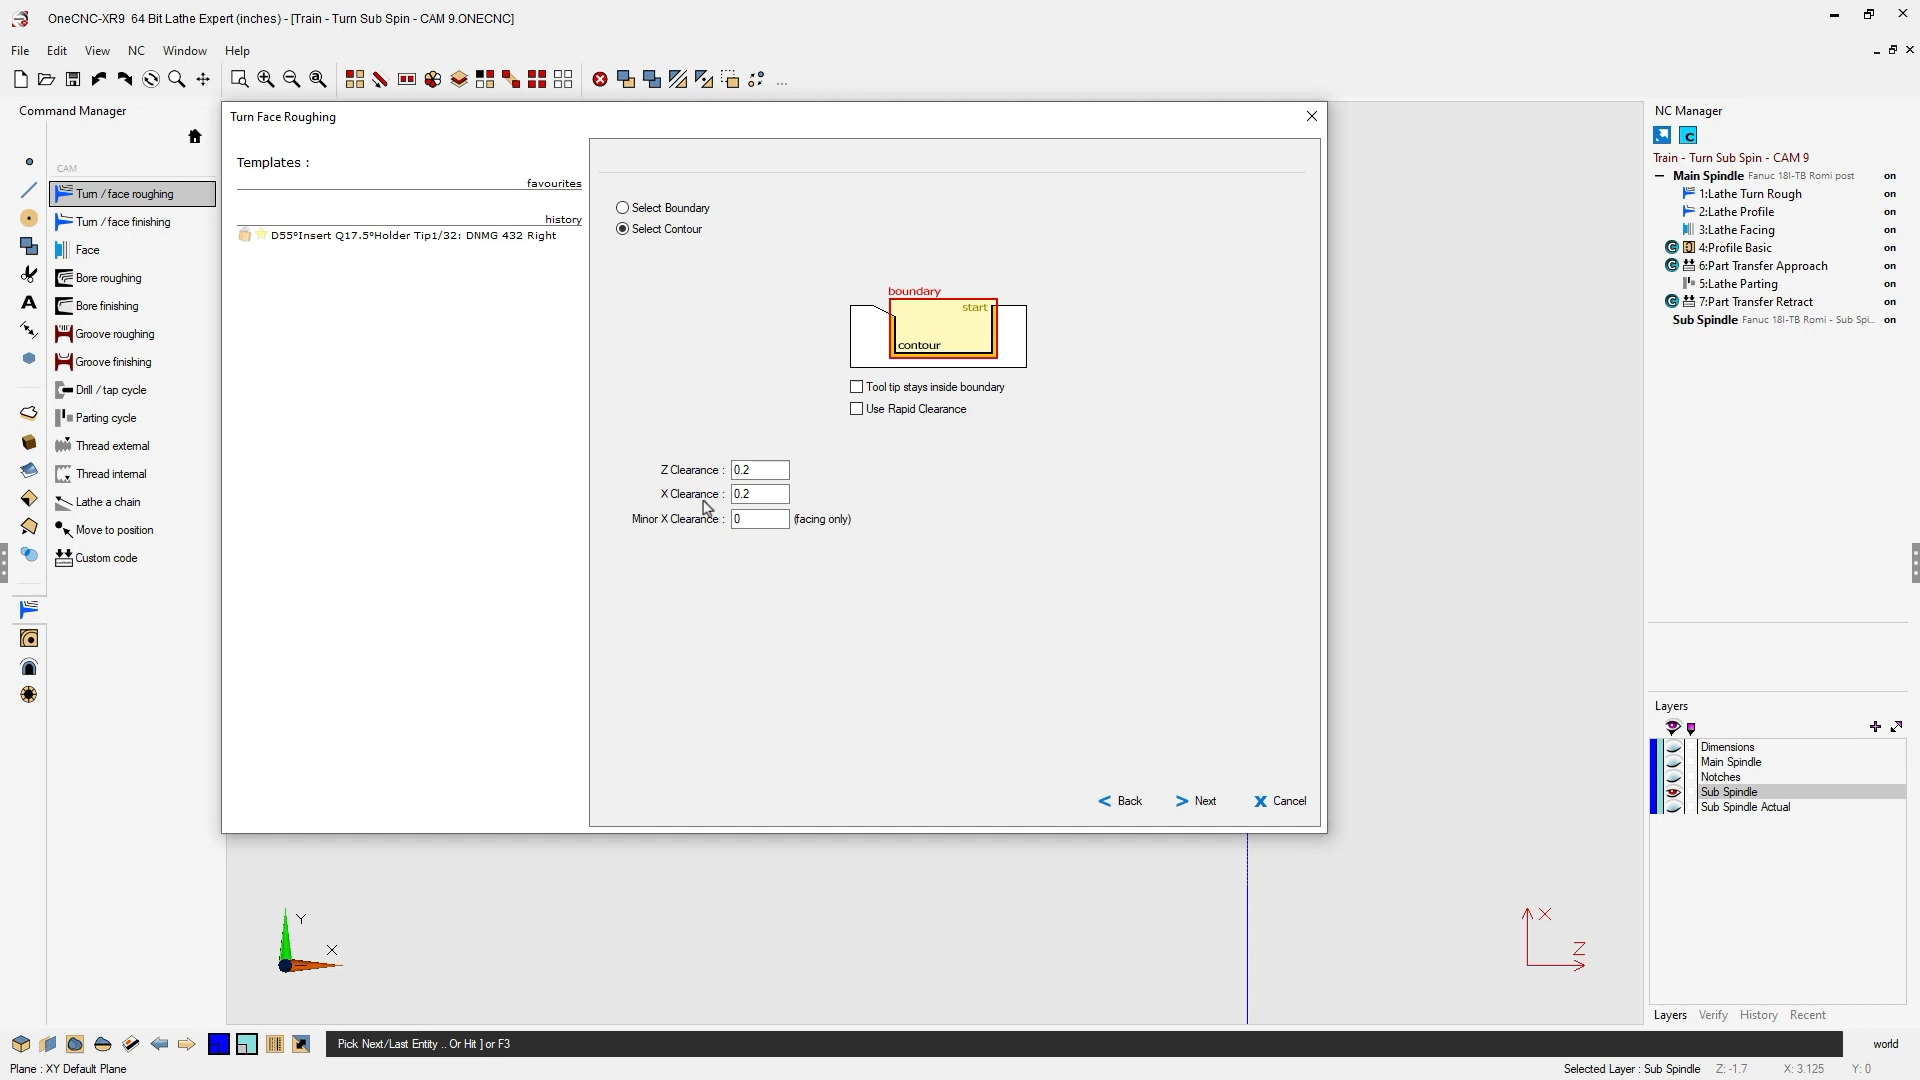 OneCNC-XR9 64 Bit Lathe Expert (inches) - [Train - Turn Sub Spin - CAM 9.ONECNC]
File Edit View NC Window Help
...
Command Manager
CAM
Turn / face roughing
Turn / face finishing
Face
Bore roughing
Bore finishing
Groove roughing
Groove finishing
Drill / tap cycle
Parting cycle
Thread external
Thread internal
Lathe a chain
Move to position
Custom code
Turn Face Roughing
Templates :
favourites
history
D55°Insert Q17.5°Holder Tip1/32: DNMG 432 Right
Select Boundary
Select Contour
boundary
start
contour
Tool tip stays inside boundary
Use Rapid Clearance
Z Clearance : 0.2
X Clearance : 0.2
Minor X Clearance : 0 (facing only)
< Back > Next X Cancel
Y
X
X
Z
NC Manager
C
Train - Turn Sub Spin - CAM 9
Main Spindle Fanuc 18I-TB Romi post on
1:Lathe Turn Rough on
2:Lathe Profile on
3:Lathe Facing on
C 4:Profile Basic on
C 6:Part Transfer Approach on
5:Lathe Parting on
C 7:Part Transfer Retract on
Sub Spindle Fanuc 18I-TB Romi - Sub Spi... on
Layers
Dimensions
Main Spindle
Notches
Sub Spindle
Sub Spindle Actual
Layers Verify History Recent
Pick Next/Last Entity .. Or Hit ] or F3
world
Plane : XY Default Plane
Selected Layer : Sub Spindle Z: -1.7 X: 3.125 Y: 0